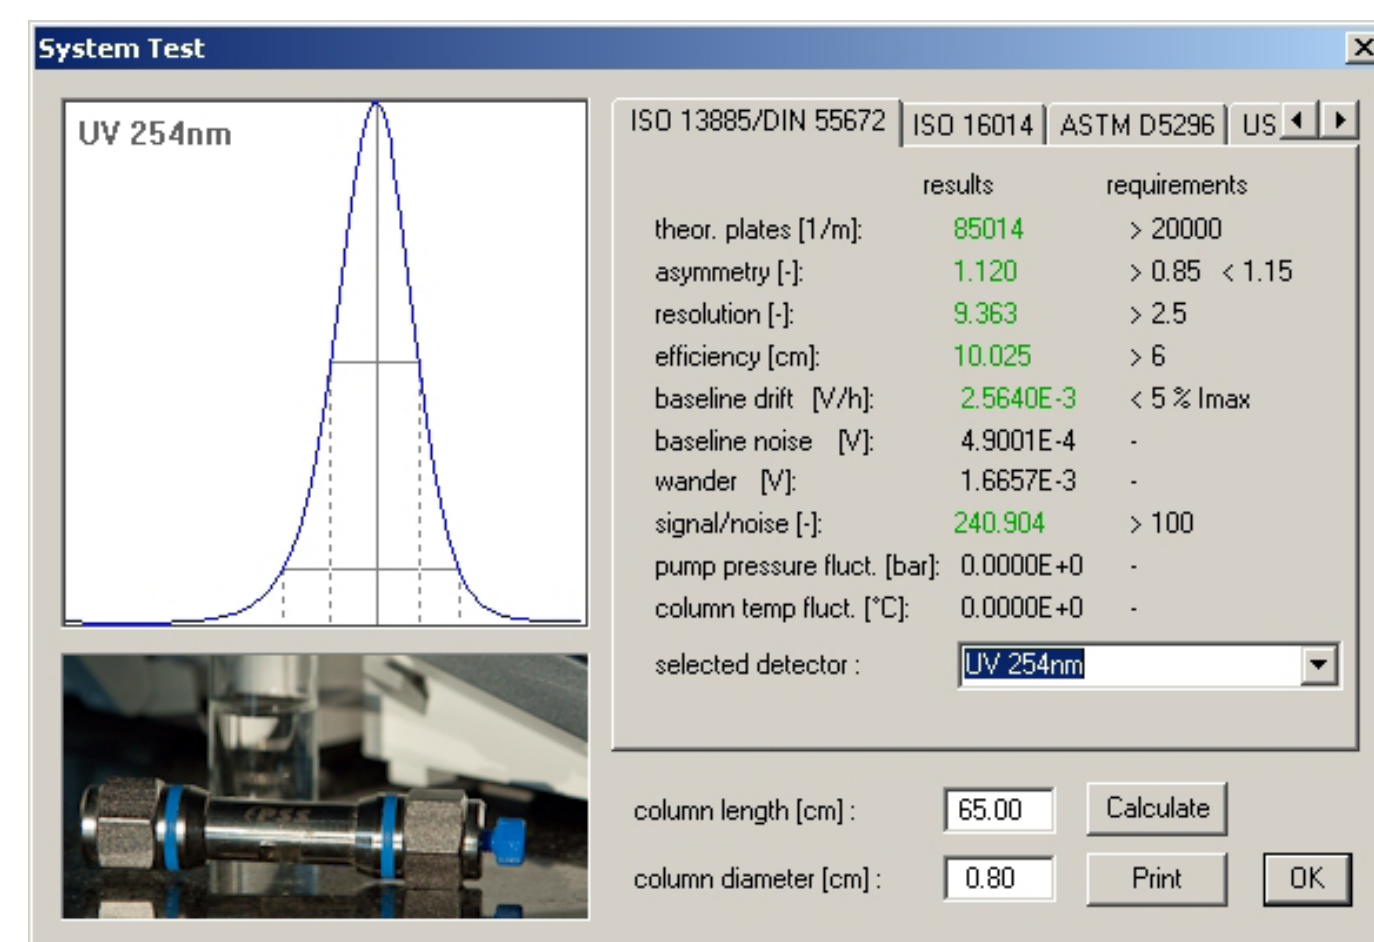 System Test
UV 254nm
ISO 13885/DIN 55672 ISO 16014 ASTM D5296 US
results requirements
theor. plates [1/m]: 85014 > 20000
asymmetry [-]: 1.120 > 0.85 < 1.15
resolution [-]: 9.363 > 2.5
efficiency [cm]: 10.025 > 6
baseline drift [V/h]: 2.5640E-3 < 5 % Imax
baseline noise [V]: 4.9001E-4 -
wander [V]: 1.6657E-3 -
signal/noise [-]: 240.904 > 100
pump pressure fluct. [bar]: 0.0000E+0 -
column temp fluct. [°C]: 0.0000E+0 -
selected detector : UV 254nm
PSS
column length [cm] : 65.00 Calculate
column diameter [cm] : 0.80 Print OK